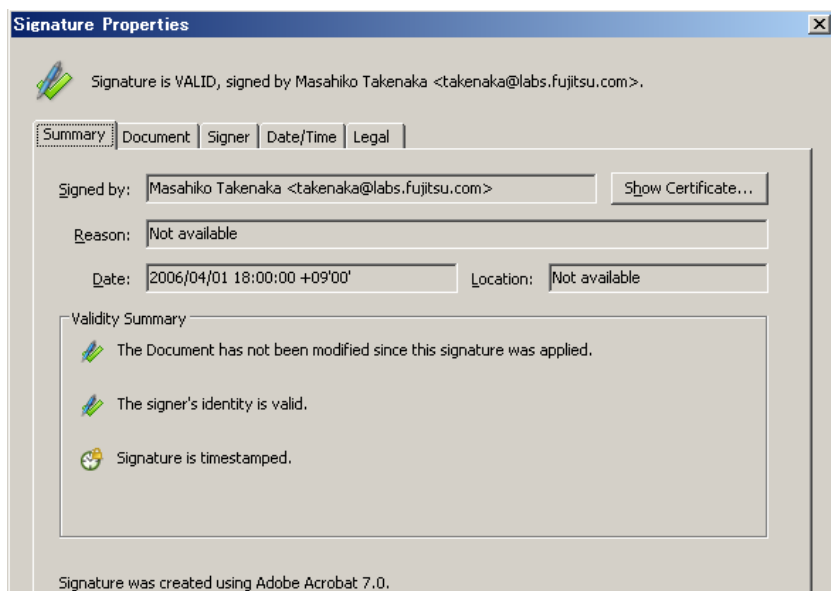 Signature Properties
Signature is VALID, signed by Masahiko Takenaka <takenaka@labs.fujitsu.com>.
Summary Document Signer Date/Time Legal
Signed by: Masahiko Takenaka <takenaka@labs.fujitsu.com> Show Certificate...
Reason: Not available
Date: 2006/04/01 18:00:00 +09'00' Location: Not available
Validity Summary
The Document has not been modified since this signature was applied.
The signer's identity is valid.
Signature is timestamped.
Signature was created using Adobe Acrobat 7.0.